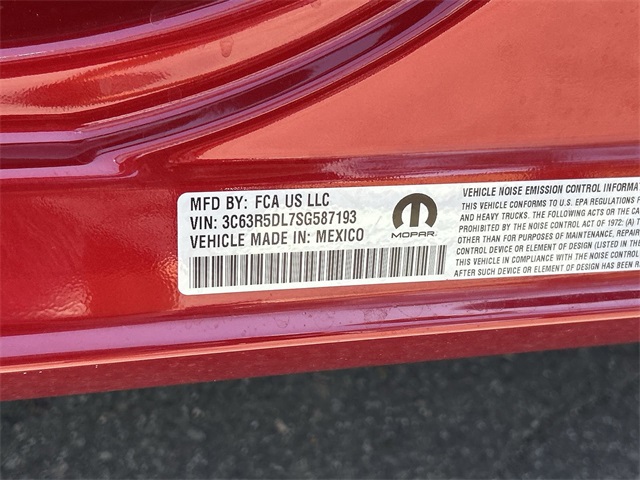 MFD BY: FCA US LLC
VIN: 3C63R5DL7SG587193
VEHICLE MADE IN: MEXICO
MOPAR
VEHICLE NOISE EMISSION CONTROL INFORMAT
THIS VEHICLE CONFORMS TO U.S. EPA REGULATIONS F
AND HEAVY TRUCKS. THE FOLLOWING ACTS OR THE CA
PROHIBITED BY THE NOISE CONTROL ACT OF 1972: (A) T
OTHER THAN FOR PURPOSES OF MAINTENANCE, REPAIR
CONTROL DEVICE OR ELEMENT OF DESIGN (LISTED IN THE
THIS VEHICLE IN COMPLIANCE WITH THE NOISE CONTROL
AFTER SUCH DEVICE OR ELEMENT OF DESIGN HAS BEEN R